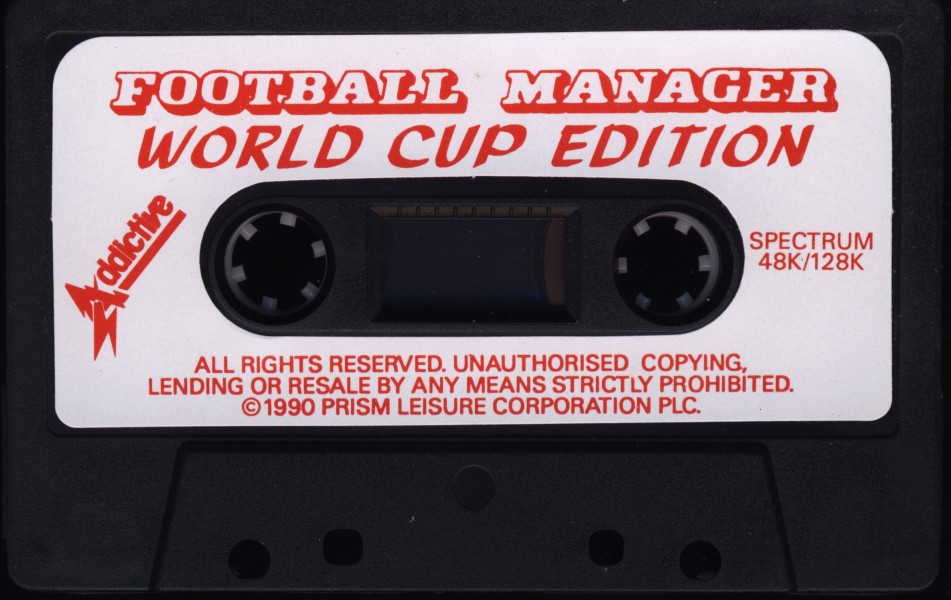 FOOTBALL MANAGER
WORLD CUP EDITION
Addictive
SPECTRUM
48K/128K
ALL RIGHTS RESERVED. UNAUTHORISED COPYING,
LENDING OR RESALE BY ANY MEANS STRICTLY PROHIBITED.
©1990 PRISM LEISURE CORPORATION PLC.